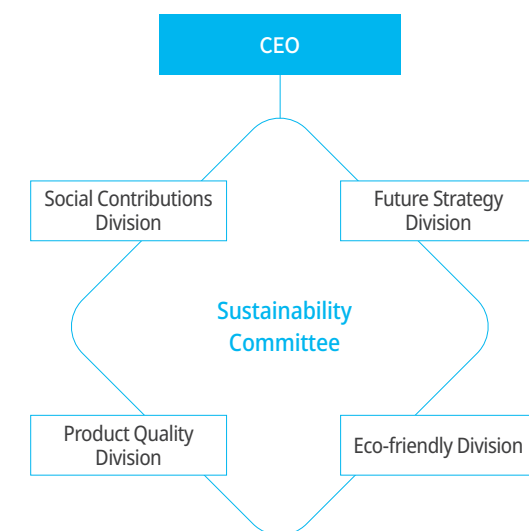 CEO
Social Contributions
Division
Future Strategy
Division
Sustainability
Committee
Product Quality
Division
Eco-friendly Division